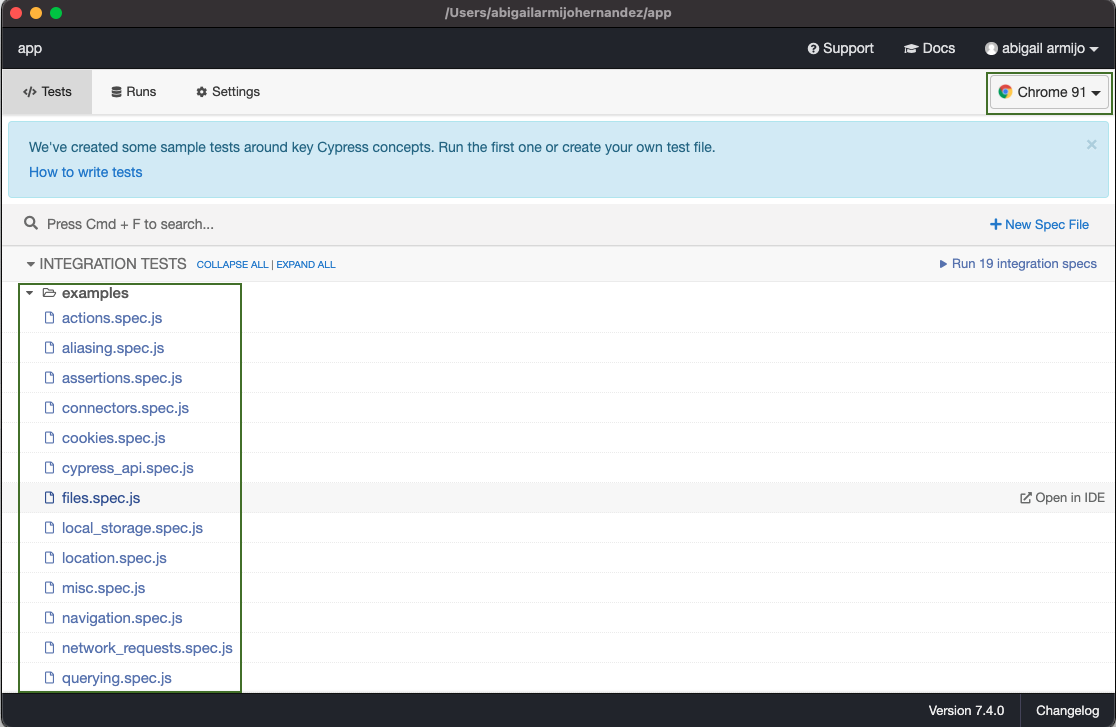 /Users/abigailarmijohernandez/app
app Support Docs abigail armijo
Tests Runs Settings Chrome 91
We've created some sample tests around key Cypress concepts. Run the first one or create your own test file.
How to write tests
Press Cmd + F to search... New Spec File
INTEGRATION TESTS COLLAPSE ALL | EXPAND ALL Run 19 integration specs
examples
actions.spec.js
aliasing.spec.js
assertions.spec.js
connectors.spec.js
cookies.spec.js
cypress_api.spec.js
files.spec.js Open in IDE
local_storage.spec.js
location.spec.js
misc.spec.js
navigation.spec.js
network_requests.spec.js
querying.spec.js
Version 7.4.0 Changelog